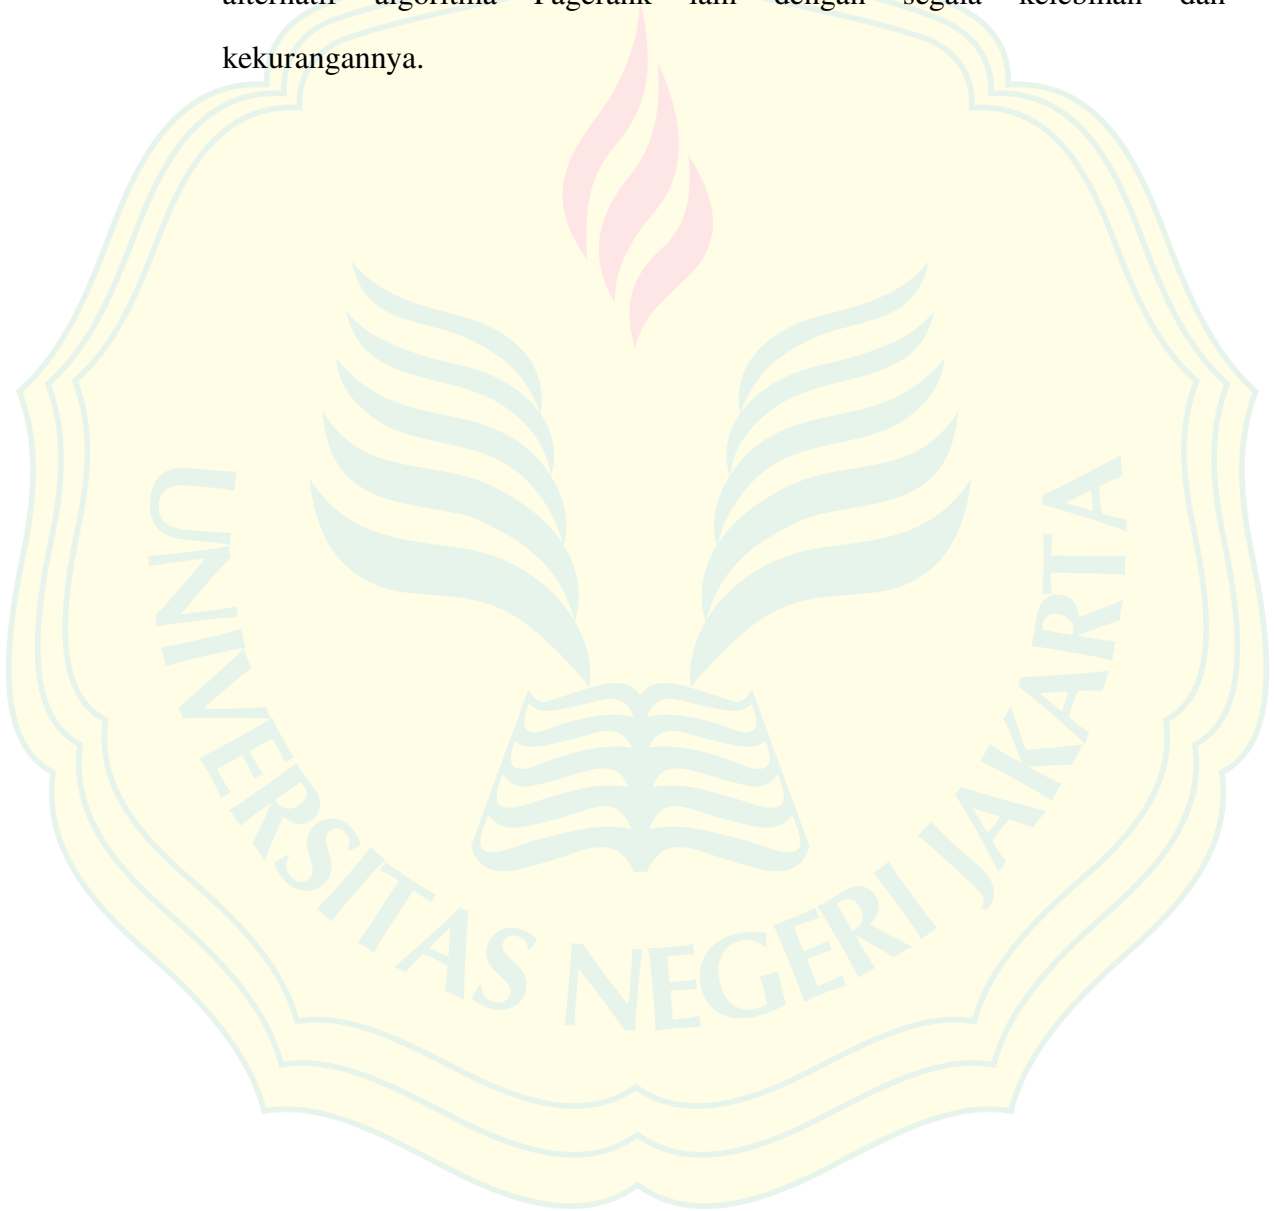 alternatif algoritma Pagerank lain dengan segala kelebihan dan
kekurangannya.
UNIVERSITAS NEGERI JAKARTA